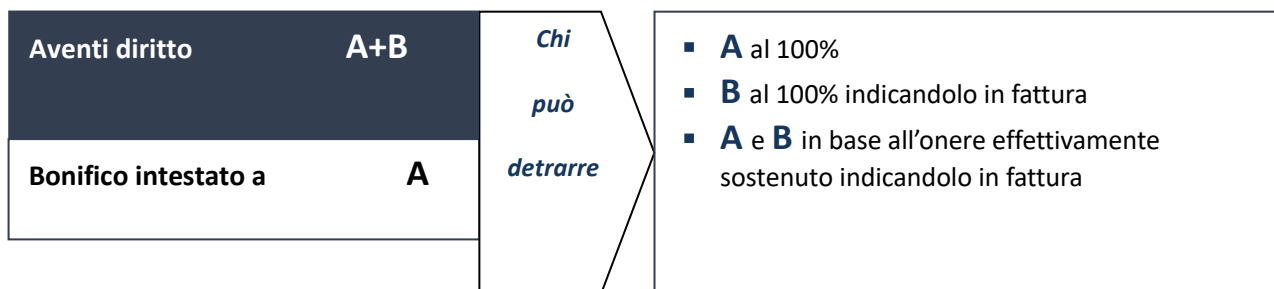 Aventi diritto A+B
Bonifico intestato a A
Chi
può
detrarre
▪ A al 100%
▪ B al 100% indicandolo in fattura
▪ A e B in base all’onere effettivamente
sostenuto indicandolo in fattura